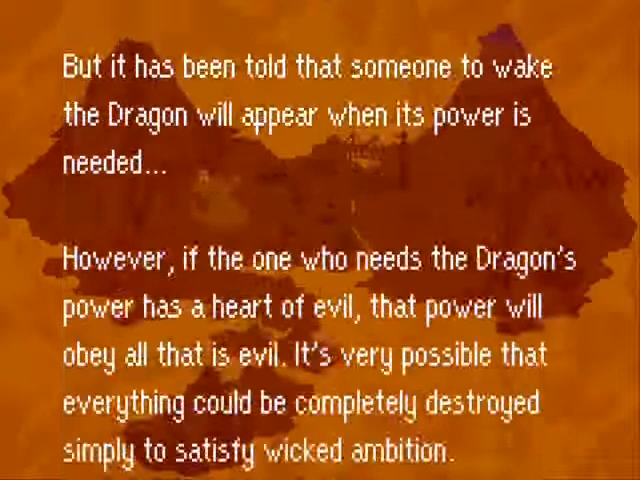 But it has been told that someone to wake
the Dragon will appear when its power is
needed...
However, if the one who needs the Dragon's
power has a heart of evil, that power will
obey all that is evil. It's very possible that
everything could be completely destroyed
simply to satisfy wicked ambition.